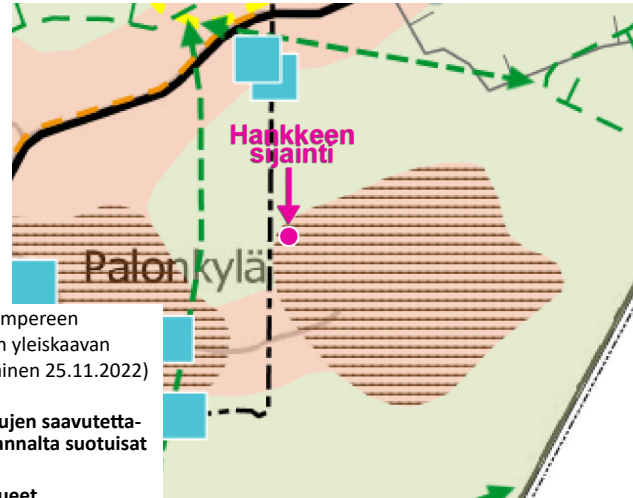 Hankkeen
sijainti
Palonkylä
mpereen
n yleiskaavan
inen 25.11.2022)
ujen saavutetta-
annalta suotuisat
ueet